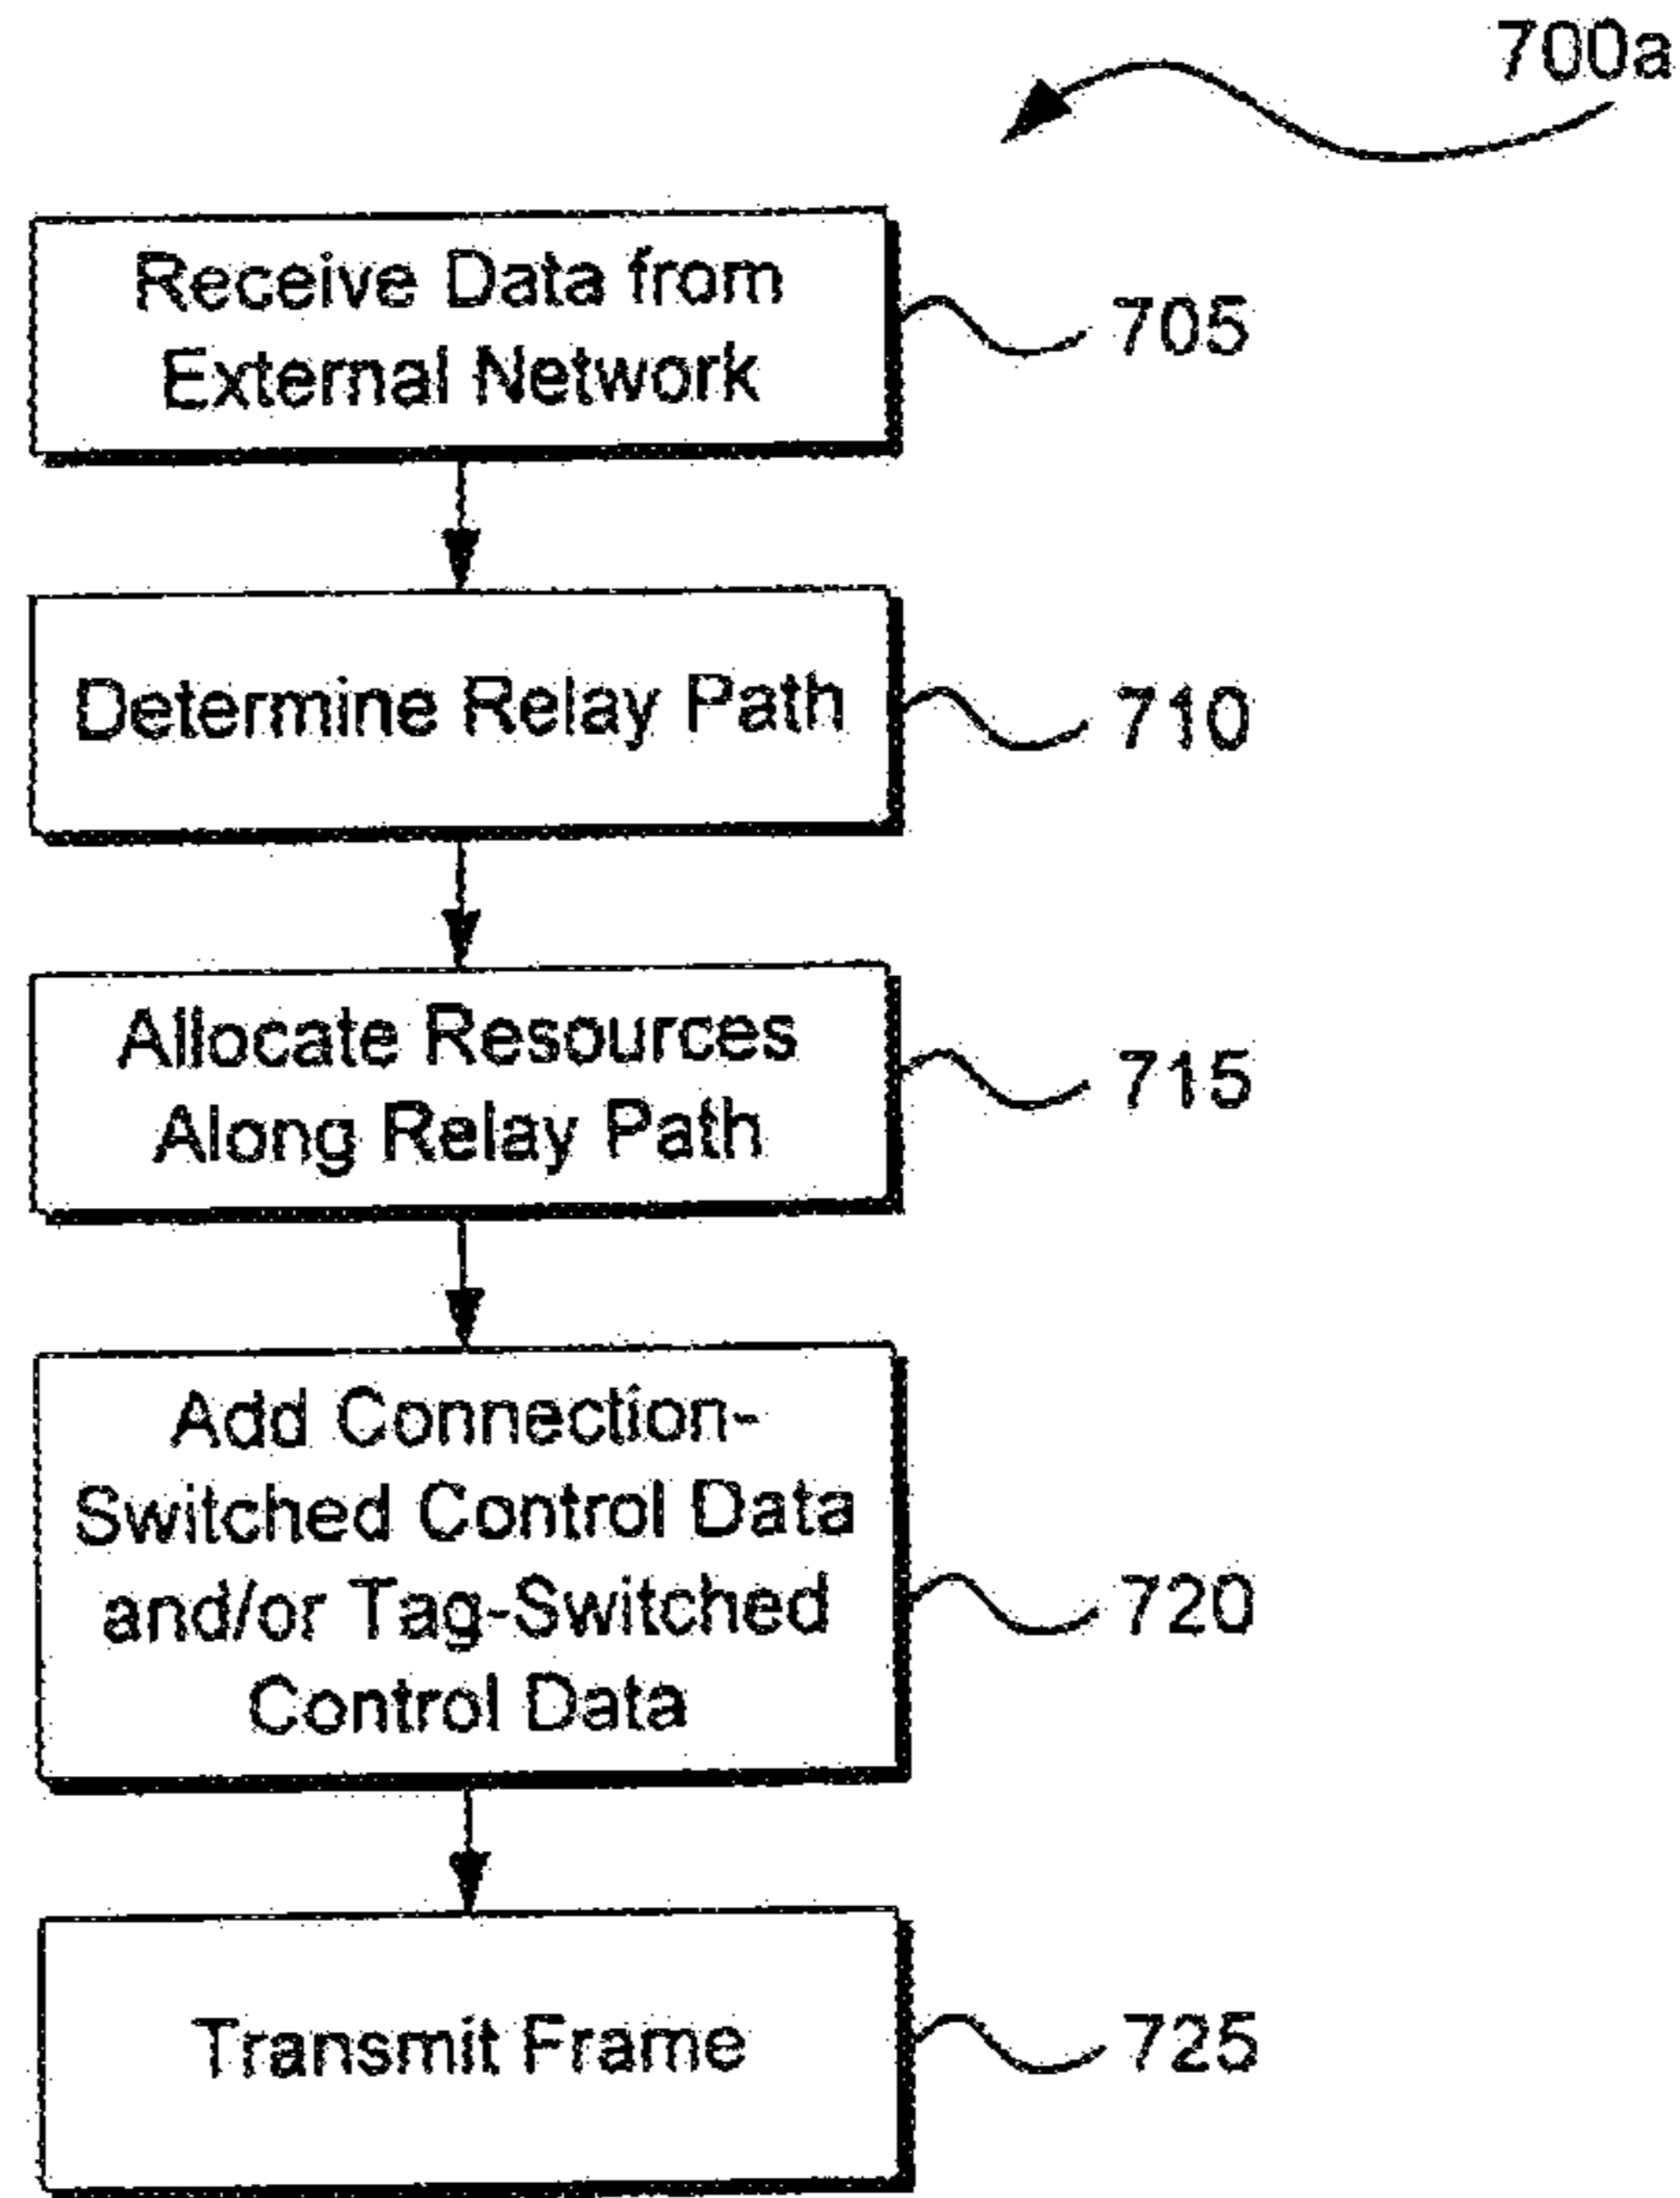 700a
Receive Data from
External Network
705
Determine Relay Path
710
Allocate Resources
Along Relay Path
715
Add Connection-
Switched Control Data
and/or Tag-Switched
Control Data
720
Transmit Frame
725